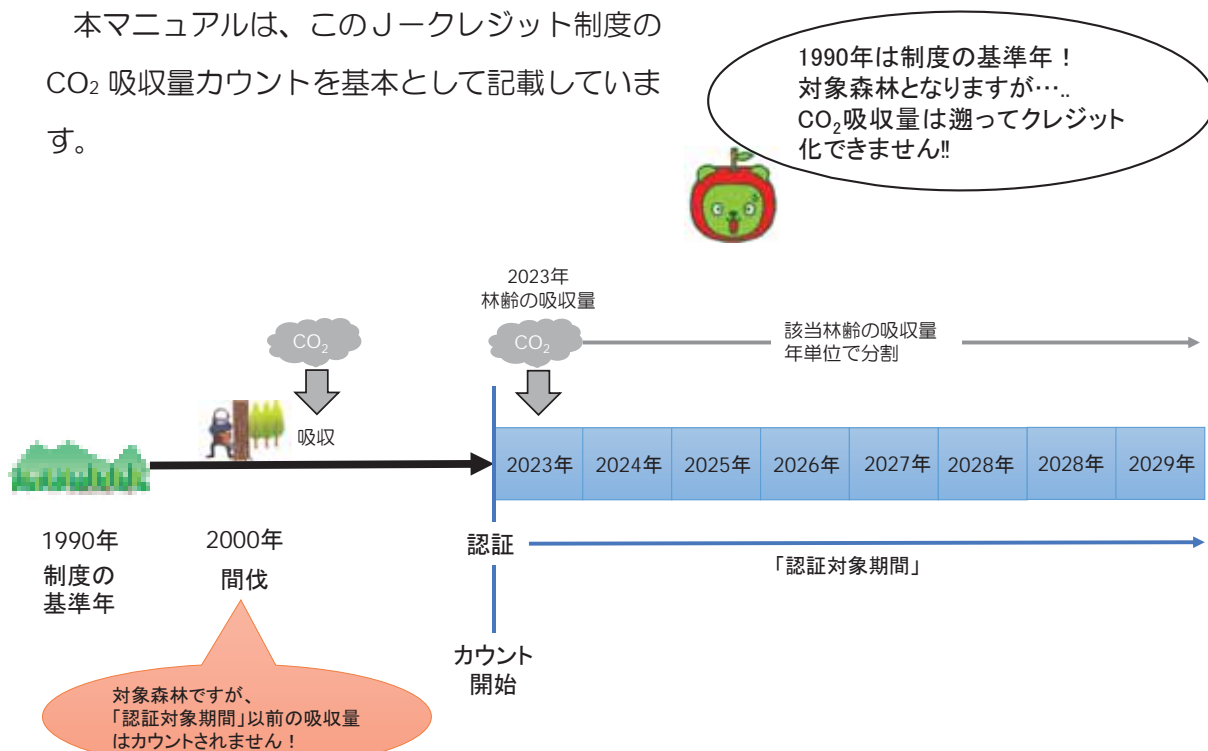 本マニュアルは、このJークレジット制度の
CO₂ 吸収量カウントを基本として記載していま
す。
1990年は制度の基準年！
対象森林となりますが…..
CO₂吸収量は遡ってクレジット
化できません!!
2023年
林齢の吸収量
CO₂
CO₂
該当林齢の吸収量
年単位で分割
吸収
2023年 2024年 2025年 2026年 2027年 2028年 2028年 2029年
1990年
制度の
基準年
2000年
間伐
認証
「認証対象期間」
カウント
開始
対象森林ですが、
「認証対象期間」以前の吸収量
はカウントされません！